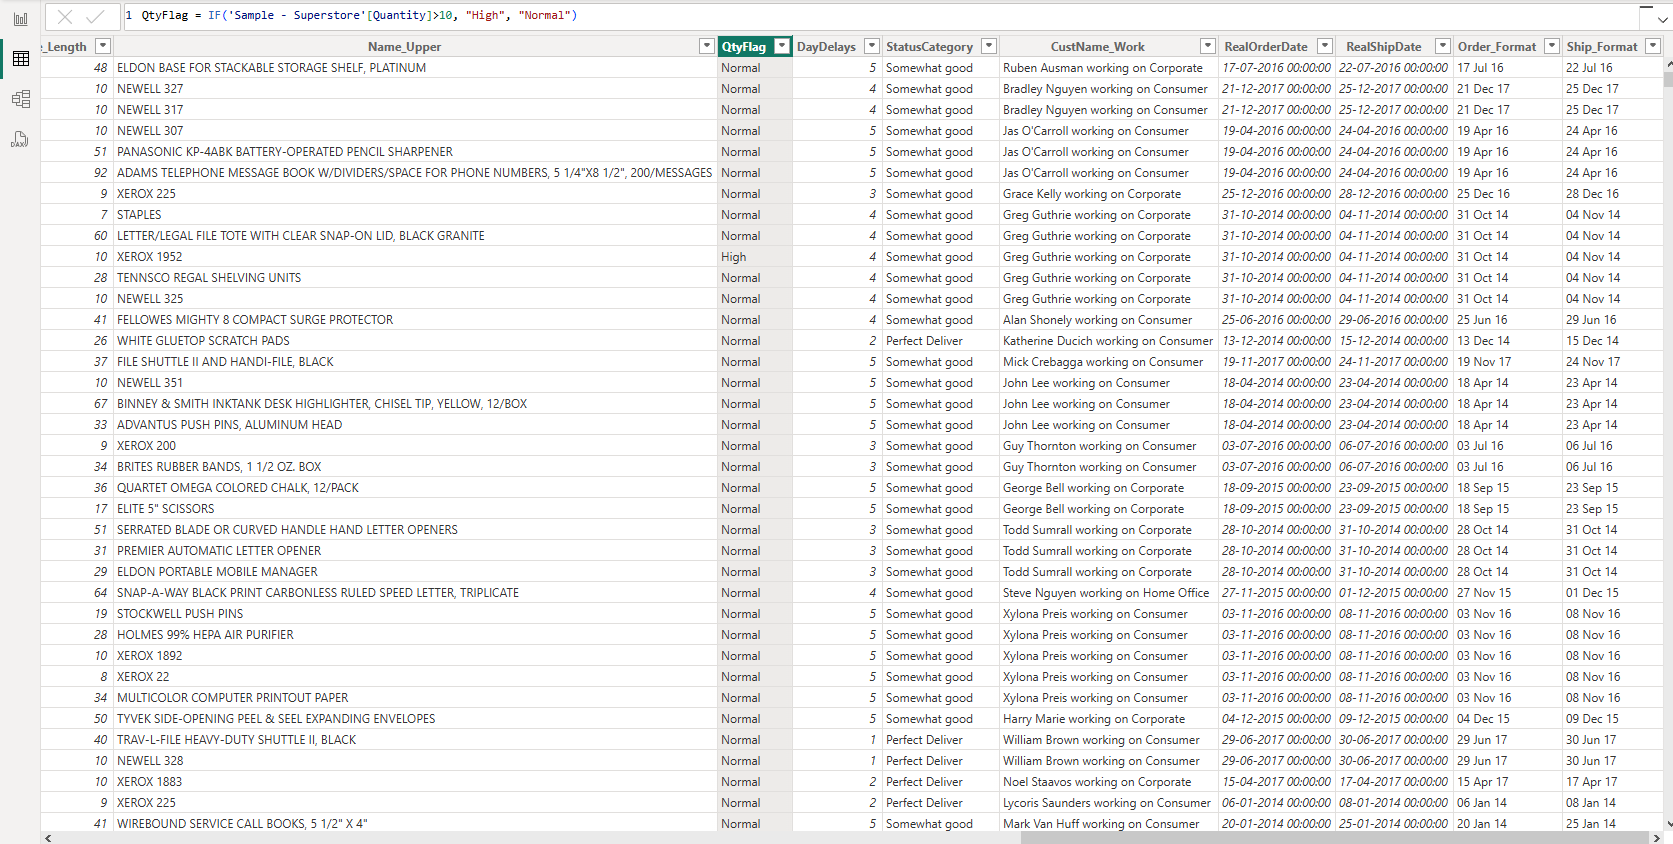 1 QtyFlag = IF('Sample - Superstore'[Quantity]>10, "High", "Normal")
e_Length Name_Upper QtyFlag DayDelays StatusCategory CustName_Work RealOrderDate RealShipDate Order_Format Ship_Format
48 ELDON BASE FOR STACKABLE STORAGE SHELF, PLATINUM Normal 5 Somewhat good Ruben Ausman working on Corporate 17-07-2016 00:00:00 22-07-2016 00:00:00 17 Jul 16 22 Jul 16
10 NEWELL 327 Normal 4 Somewhat good Bradley Nguyen working on Consumer 21-12-2017 00:00:00 25-12-2017 00:00:00 21 Dec 17 25 Dec 17
10 NEWELL 317 Normal 4 Somewhat good Bradley Nguyen working on Consumer 21-12-2017 00:00:00 25-12-2017 00:00:00 21 Dec 17 25 Dec 17
10 NEWELL 307 Normal 5 Somewhat good Jas O'Carroll working on Consumer 19-04-2016 00:00:00 24-04-2016 00:00:00 19 Apr 16 24 Apr 16
51 PANASONIC KP-4ABK BATTERY-OPERATED PENCIL SHARPENER Normal 5 Somewhat good Jas O'Carroll working on Consumer 19-04-2016 00:00:00 24-04-2016 00:00:00 19 Apr 16 24 Apr 16
DAX 92 ADAMS TELEPHONE MESSAGE BOOK W/DIVIDERS/SPACE FOR PHONE NUMBERS, 5 1/4"X8 1/2", 200/MESSAGES Normal 5 Somewhat good Jas O'Carroll working on Consumer 19-04-2016 00:00:00 24-04-2016 00:00:00 19 Apr 16 24 Apr 16
9 XEROX 225 Normal 3 Somewhat good Grace Kelly working on Corporate 25-12-2016 00:00:00 28-12-2016 00:00:00 25 Dec 16 28 Dec 16
7 STAPLES Normal 4 Somewhat good Greg Guthrie working on Corporate 31-10-2014 00:00:00 04-11-2014 00:00:00 31 Oct 14 04 Nov 14
60 LETTER/LEGAL FILE TOTE WITH CLEAR SNAP-ON LID, BLACK GRANITE Normal 4 Somewhat good Greg Guthrie working on Corporate 31-10-2014 00:00:00 04-11-2014 00:00:00 31 Oct 14 04 Nov 14
10 XEROX 1952 High 4 Somewhat good Greg Guthrie working on Corporate 31-10-2014 00:00:00 04-11-2014 00:00:00 31 Oct 14 04 Nov 14
28 TENNSCO REGAL SHELVING UNITS Normal 4 Somewhat good Greg Guthrie working on Corporate 31-10-2014 00:00:00 04-11-2014 00:00:00 31 Oct 14 04 Nov 14
10 NEWELL 325 Normal 4 Somewhat good Greg Guthrie working on Corporate 31-10-2014 00:00:00 04-11-2014 00:00:00 31 Oct 14 04 Nov 14
41 FELLOWES MIGHTY 8 COMPACT SURGE PROTECTOR Normal 4 Somewhat good Alan Shonely working on Consumer 25-06-2016 00:00:00 29-06-2016 00:00:00 25 Jun 16 29 Jun 16
26 WHITE GLUETOP SCRATCH PADS Normal 2 Perfect Deliver Katherine Ducich working on Consumer 13-12-2014 00:00:00 15-12-2014 00:00:00 13 Dec 14 15 Dec 14
37 FILE SHUTTLE II AND HANDI-FILE, BLACK Normal 5 Somewhat good Mick Crebagga working on Consumer 19-11-2017 00:00:00 24-11-2017 00:00:00 19 Nov 17 24 Nov 17
10 NEWELL 351 Normal 5 Somewhat good John Lee working on Consumer 18-04-2014 00:00:00 23-04-2014 00:00:00 18 Apr 14 23 Apr 14
67 BINNEY & SMITH INKTANK DESK HIGHLIGHTER, CHISEL TIP, YELLOW, 12/BOX Normal 5 Somewhat good John Lee working on Consumer 18-04-2014 00:00:00 23-04-2014 00:00:00 18 Apr 14 23 Apr 14
33 ADVANTUS PUSH PINS, ALUMINUM HEAD Normal 5 Somewhat good John Lee working on Consumer 18-04-2014 00:00:00 23-04-2014 00:00:00 18 Apr 14 23 Apr 14
9 XEROX 200 Normal 3 Somewhat good Guy Thornton working on Consumer 03-07-2016 00:00:00 06-07-2016 00:00:00 03 Jul 16 06 Jul 16
34 BRITES RUBBER BANDS, 1 1/2 OZ. BOX Normal 3 Somewhat good Guy Thornton working on Consumer 03-07-2016 00:00:00 06-07-2016 00:00:00 03 Jul 16 06 Jul 16
36 QUARTET OMEGA COLORED CHALK, 12/PACK Normal 5 Somewhat good George Bell working on Corporate 18-09-2015 00:00:00 23-09-2015 00:00:00 18 Sep 15 23 Sep 15
17 ELITE 5" SCISSORS Normal 5 Somewhat good George Bell working on Corporate 18-09-2015 00:00:00 23-09-2015 00:00:00 18 Sep 15 23 Sep 15
51 SERRATED BLADE OR CURVED HANDLE HAND LETTER OPENERS Normal 3 Somewhat good Todd Sumrall working on Corporate 28-10-2014 00:00:00 31-10-2014 00:00:00 28 Oct 14 31 Oct 14
31 PREMIER AUTOMATIC LETTER OPENER Normal 3 Somewhat good Todd Sumrall working on Corporate 28-10-2014 00:00:00 31-10-2014 00:00:00 28 Oct 14 31 Oct 14
29 ELDON PORTABLE MOBILE MANAGER Normal 3 Somewhat good Todd Sumrall working on Corporate 28-10-2014 00:00:00 31-10-2014 00:00:00 28 Oct 14 31 Oct 14
64 SNAP-A-WAY BLACK PRINT CARBONLESS RULED SPEED LETTER, TRIPLICATE Normal 4 Somewhat good Steve Nguyen working on Home Office 27-11-2015 00:00:00 01-12-2015 00:00:00 27 Nov 15 01 Dec 15
19 STOCKWELL PUSH PINS Normal 5 Somewhat good Xylona Preis working on Consumer 03-11-2016 00:00:00 08-11-2016 00:00:00 03 Nov 16 08 Nov 16
28 HOLMES 99% HEPA AIR PURIFIER Normal 5 Somewhat good Xylona Preis working on Consumer 03-11-2016 00:00:00 08-11-2016 00:00:00 03 Nov 16 08 Nov 16
10 XEROX 1892 Normal 5 Somewhat good Xylona Preis working on Consumer 03-11-2016 00:00:00 08-11-2016 00:00:00 03 Nov 16 08 Nov 16
8 XEROX 22 Normal 5 Somewhat good Xylona Preis working on Consumer 03-11-2016 00:00:00 08-11-2016 00:00:00 03 Nov 16 08 Nov 16
34 MULTICOLOR COMPUTER PRINTOUT PAPER Normal 5 Somewhat good Xylona Preis working on Consumer 03-11-2016 00:00:00 08-11-2016 00:00:00 03 Nov 16 08 Nov 16
50 TYVEK SIDE-OPENING PEEL & SEEL EXPANDING ENVELOPES Normal 5 Somewhat good Harry Marie working on Corporate 04-12-2015 00:00:00 09-12-2015 00:00:00 04 Dec 15 09 Dec 15
40 TRAV-L-FILE HEAVY-DUTY SHUTTLE II, BLACK Normal 1 Perfect Deliver William Brown working on Consumer 29-06-2017 00:00:00 30-06-2017 00:00:00 29 Jun 17 30 Jun 17
10 NEWELL 328 Normal 1 Perfect Deliver William Brown working on Consumer 29-06-2017 00:00:00 30-06-2017 00:00:00 29 Jun 17 30 Jun 17
10 XEROX 1883 Normal 2 Perfect Deliver Noel Staavos working on Corporate 15-04-2017 00:00:00 17-04-2017 00:00:00 15 Apr 17 17 Apr 17
9 XEROX 225 Normal 2 Perfect Deliver Lycoris Saunders working on Consumer 06-01-2014 00:00:00 08-01-2014 00:00:00 06 Jan 14 08 Jan 14
41 WIREBOUND SERVICE CALL BOOKS, 5 1/2" X 4" Normal 5 Somewhat good Mark Van Huff working on Consumer 20-01-2014 00:00:00 25-01-2014 00:00:00 20 Jan 14 25 Jan 14